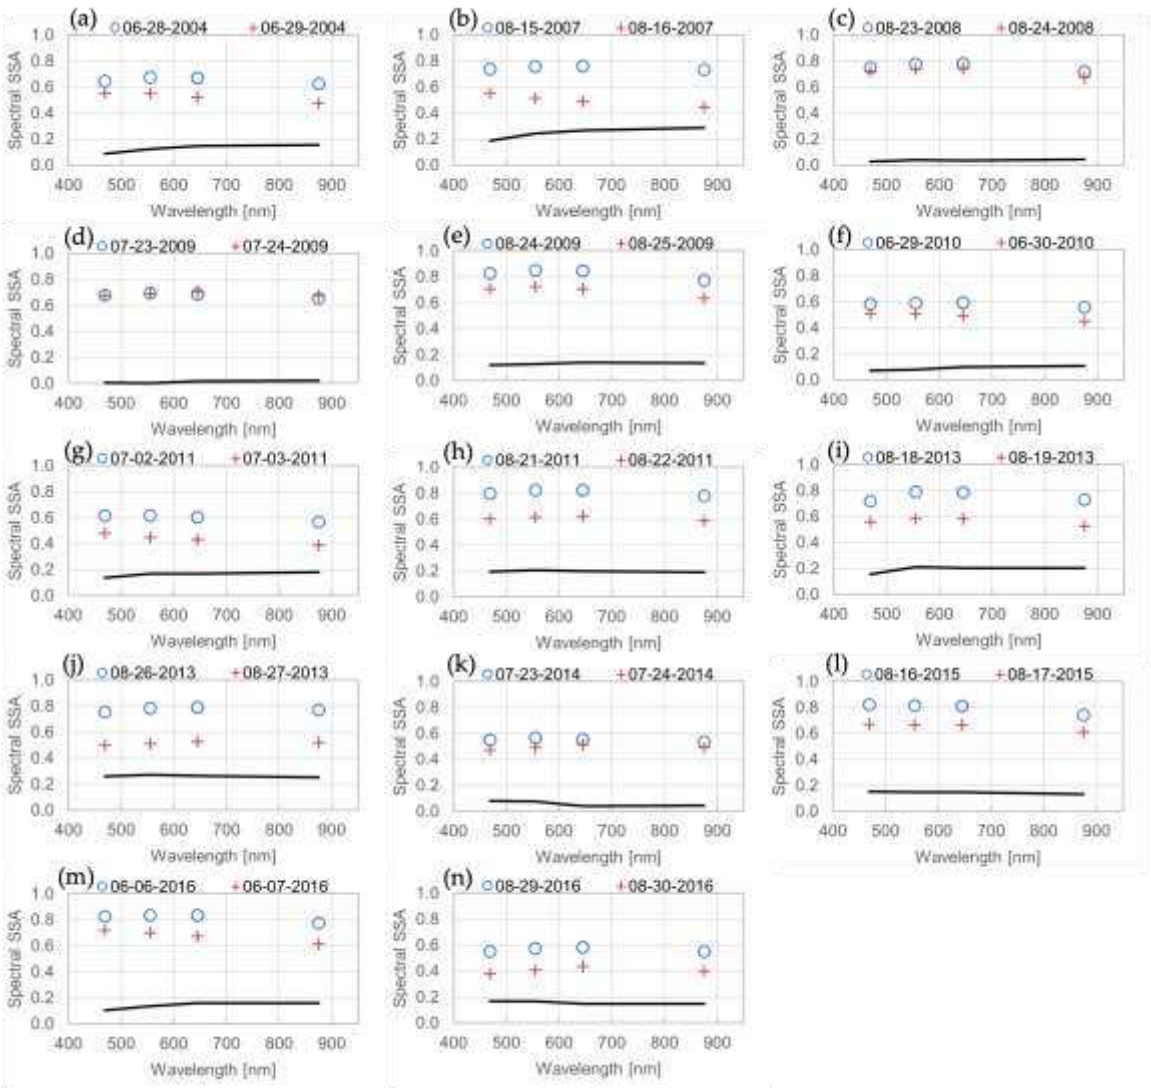 (a) (b) (c)
06-28-2004 06-29-2004 08-15-2007 08-16-2007 08-23-2008 08-24-2008
Spectral SSA Spectral SSA Spectral SSA
1.0 1.0 1.0
0.8 0.8 0.8
0.6 0.6 0.6
0.4 0.4 0.4
0.2 0.2 0.2
0.0 0.0 0.0
400 500 600 700 800 900 400 500 600 700 800 900 400 500 600 700 800 900
Wavelength [nm] Wavelength [nm] Wavelength [nm]
(d) (e) (f)
07-23-2009 07-24-2009 08-24-2009 08-25-2009 06-29-2010 06-30-2010
Spectral SSA Spectral SSA Spectral SSA
1.0 1.0 1.0
0.8 0.8 0.8
0.6 0.6 0.6
0.4 0.4 0.4
0.2 0.2 0.2
0.0 0.0 0.0
400 500 600 700 800 900 400 500 600 700 800 900 400 500 600 700 800 900
Wavelength [nm] Wavelength [nm] Wavelength [nm]
(g) (h) (i)
07-02-2011 07-03-2011 08-21-2011 08-22-2011 08-18-2013 08-19-2013
Spectral SSA Spectral SSA Spectral SSA
1.0 1.0 1.0
0.8 0.8 0.8
0.6 0.6 0.6
0.4 0.4 0.4
0.2 0.2 0.2
0.0 0.0 0.0
400 500 600 700 800 900 400 500 600 700 800 900 400 500 600 700 800 900
Wavelength [nm] Wavelength [nm] Wavelength [nm]
(j) (k) (l)
08-26-2013 08-27-2013 07-23-2014 07-24-2014 08-16-2015 08-17-2015
Spectral SSA Spectral SSA Spectral SSA
1.0 1.0 1.0
0.8 0.8 0.8
0.6 0.6 0.6
0.4 0.4 0.4
0.2 0.2 0.2
0.0 0.0 0.0
400 500 600 700 800 900 400 500 600 700 800 900 400 500 600 700 800 900
Wavelength [nm] Wavelength [nm] Wavelength [nm]
(m) (n)
06-06-2016 06-07-2016 08-29-2016 08-30-2016
Spectral SSA Spectral SSA
1.0 1.0
0.8 0.8
0.6 0.6
0.4 0.4
0.2 0.2
0.0 0.0
400 500 600 700 800 900 400 500 600 700 800 900
Wavelength [nm] Wavelength [nm]